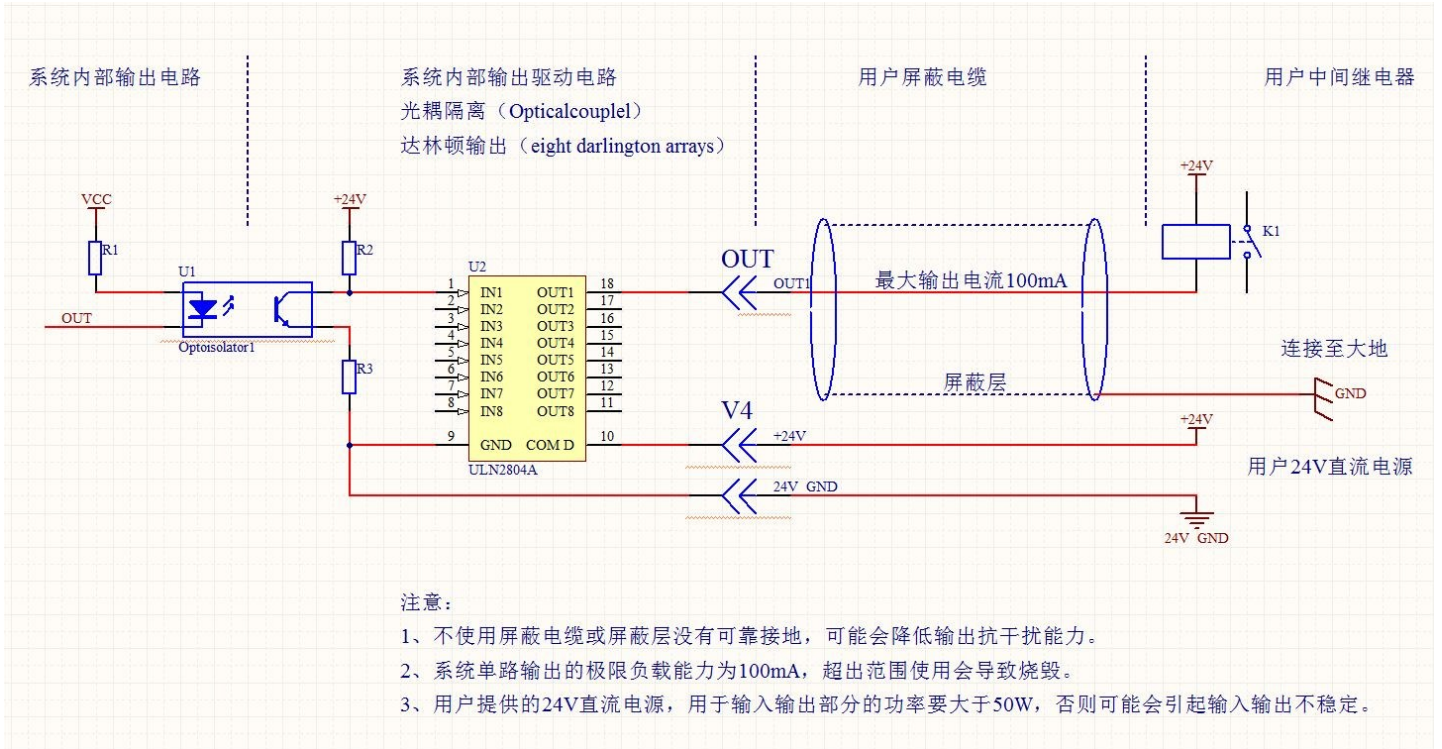 系统内部输出电路
系统内部输出驱动电路
用户屏蔽电缆
用户中间继电器
光耦隔离（Opticalcouplel）
达林顿输出（eight darlington arrays）
+24V
VCC
+24V
R1
R2
K1
U1
U2
OUT
OUT
OUT1
最大输出电流100mA
Optoisolator1
R3
1 IN1 OUT1 18
2 IN2 OUT2 17
3 IN3 OUT3 16
4 IN4 OUT4 15
5 IN5 OUT5 14
6 IN6 OUT6 13
7 IN7 OUT7 12
8 IN8 OUT8 11
9 GND COM D 10
ULN2804A
连接至大地
屏蔽层
GND
V4
+24V
+24V
用户24V直流电源
24V GND
24V GND
注意：
1、不使用屏蔽电缆或屏蔽层没有可靠接地，可能会降低输出抗干扰能力。
2、系统单路输出的极限负载能力为100mA，超出范围使用会导致烧毁。
3、用户提供的24V直流电源，用于输入输出部分的功率要大于50W，否则可能会引起输入输出不稳定。